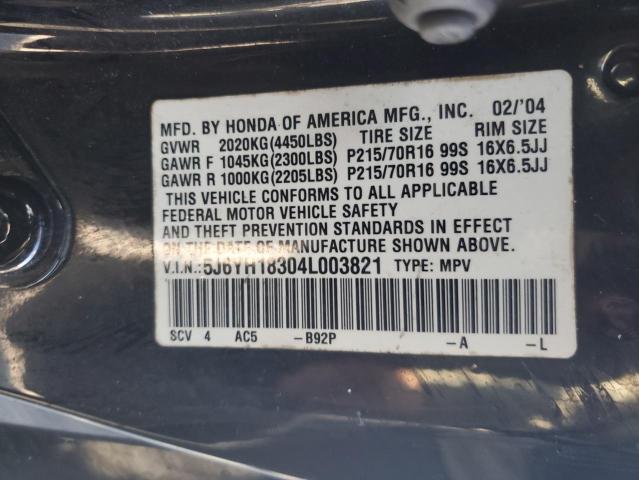 MFD. BY HONDA OF AMERICA MFG., INC. 02/'04
GVWR 2020KG(4450LBS) TIRE SIZE RIM SIZE
GAWR F 1045KG(2300LBS) P215/70R16 99S 16X6.5JJ
GAWR R 1000KG(2205LBS) P215/70R16 99S 16X6.5JJ
THIS VEHICLE CONFORMS TO ALL APPLICABLE
FEDERAL MOTOR VEHICLE SAFETY
AND THEFT PREVENTION STANDARDS IN EFFECT
ON THE DATE OF MANUFACTURE SHOWN ABOVE.
V.I.N.:5J6YH18304L003821 TYPE: MPV
SCV 4 AC5 -B92P -A -L